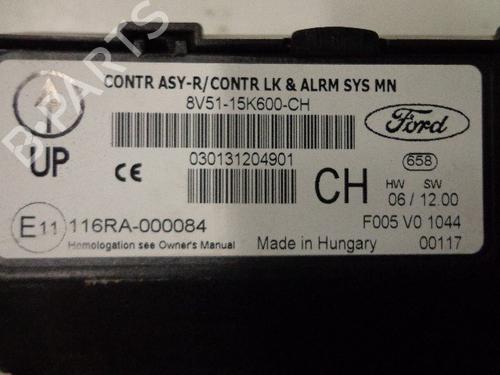 CONTR ASY-R/CONTR LK & ALRM SYS MN
8V51-15K600-CH
Ford
UP
CE
030131204901
CH
658
HW SW
06 / 12.00
E11 116RA-000084
F005 V0 1044
Homologation see Owner's Manual
Made in Hungary
00117
B-PARTS